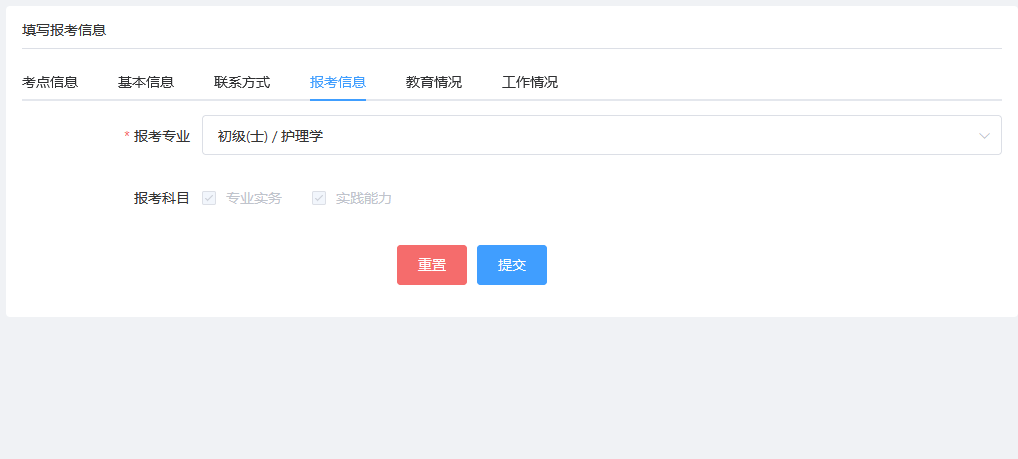 填写报考信息
考点信息 基本信息 联系方式 报考信息 教育情况 工作情况
* 报考专业 初级(士) / 护理学
报考科目 专业实务 实践能力
重置 提交